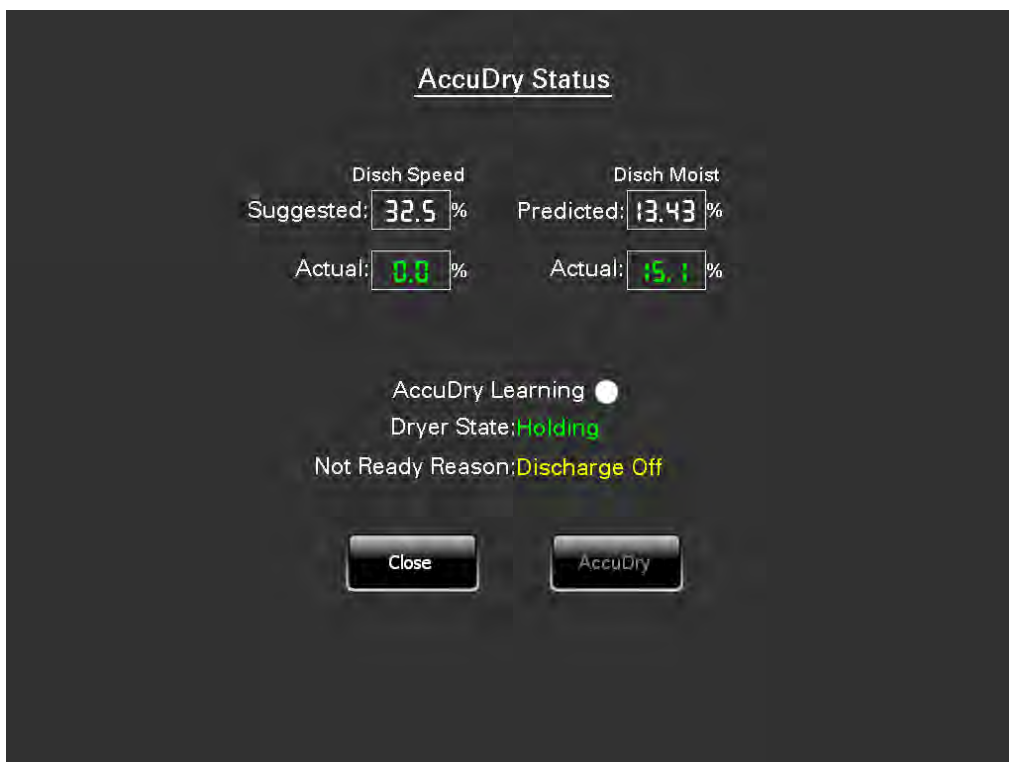 AccuDry Status
Disch Speed Disch Moist
Suggested: 32.5 % Predicted: 13.43 %
Actual: 0.0 % Actual: 15.1 %
AccuDry Learning
Dryer State:Holding
Not Ready Reason:Discharge Off
Close AccuDry